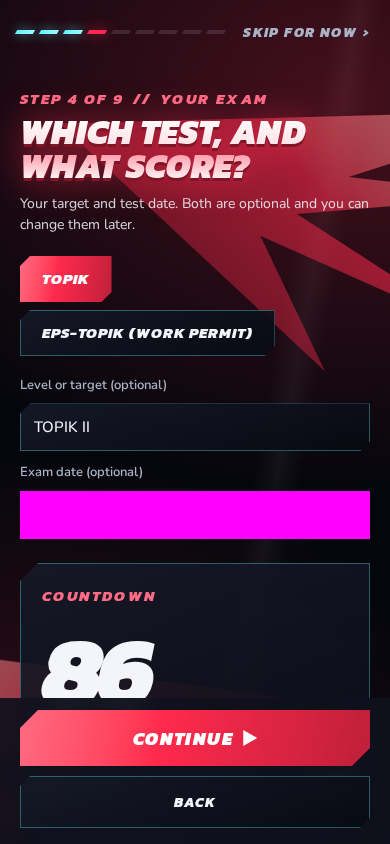 SKIP FOR NOW >
STEP 4 OF 9 // YOUR EXAM
WHICH TEST, AND
WHAT SCORE?
Your target and test date. Both are optional and you can
change them later.
TOPIK
EPS-TOPIK (WORK PERMIT)
Level or target (optional)
TOPIK II
Exam date (optional)
COUNTDOWN
86
CONTINUE ▶
BACK